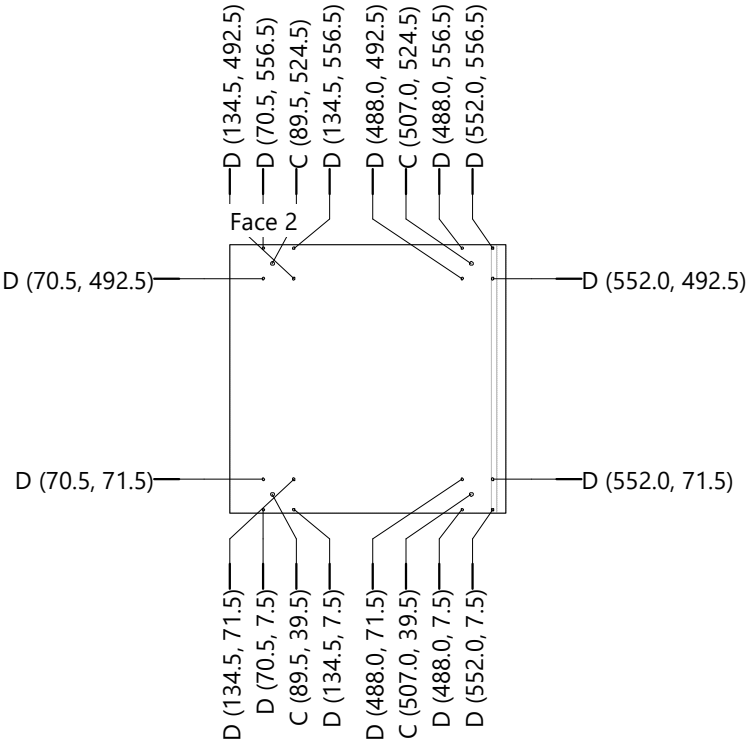 D (134.5, 492.5)
D (70.5, 556.5)
C (89.5, 524.5)
D (134.5, 556.5)
D (488.0, 492.5)
C (507.0, 524.5)
D (488.0, 556.5)
D (552.0, 556.5)
Face 2
D (70.5, 492.5)
D (552.0, 492.5)
D (70.5, 71.5)
D (552.0, 71.5)
D (134.5, 71.5)
D (70.5, 7.5)
C (89.5, 39.5)
D (134.5, 7.5)
D (488.0, 71.5)
C (507.0, 39.5)
D (488.0, 7.5)
D (552.0, 7.5)